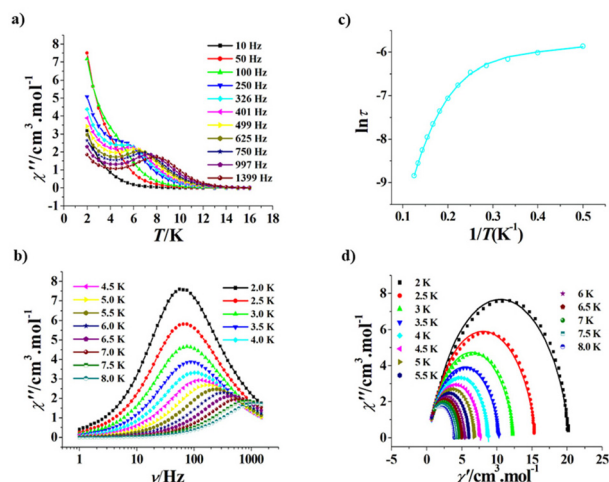 a)
χ''/cm³.mol⁻¹
8
7
6
5
4
3
2
1
0
-1
10 Hz
50 Hz
100 Hz
250 Hz
326 Hz
401 Hz
499 Hz
625 Hz
750 Hz
997 Hz
1399 Hz
0 2 4 6 8 10 12 14 16 18
T/K
c)
lnτ
-6
-7
-8
-9
0.1 0.2 0.3 0.4 0.5
1/T(K⁻¹)
b)
χ''/cm³.mol⁻¹
8
7
6
5
4
3
2
1
0
4.5 K
5.0 K
5.5 K
6.0 K
6.5 K
7.0 K
7.5 K
8.0 K
2.0 K
2.5 K
3.0 K
3.5 K
4.0 K
1 10 100 1000
ν/Hz
d)
χ''/cm³.mol⁻¹
8
6
4
2
0
2 K
2.5 K
3 K
3.5 K
4 K
4.5 K
5 K
5.5 K
6 K
6.5 K
7 K
7.5 K
8.0 K
-5 0 5 10 15 20 25
χ'/cm³.mol⁻¹